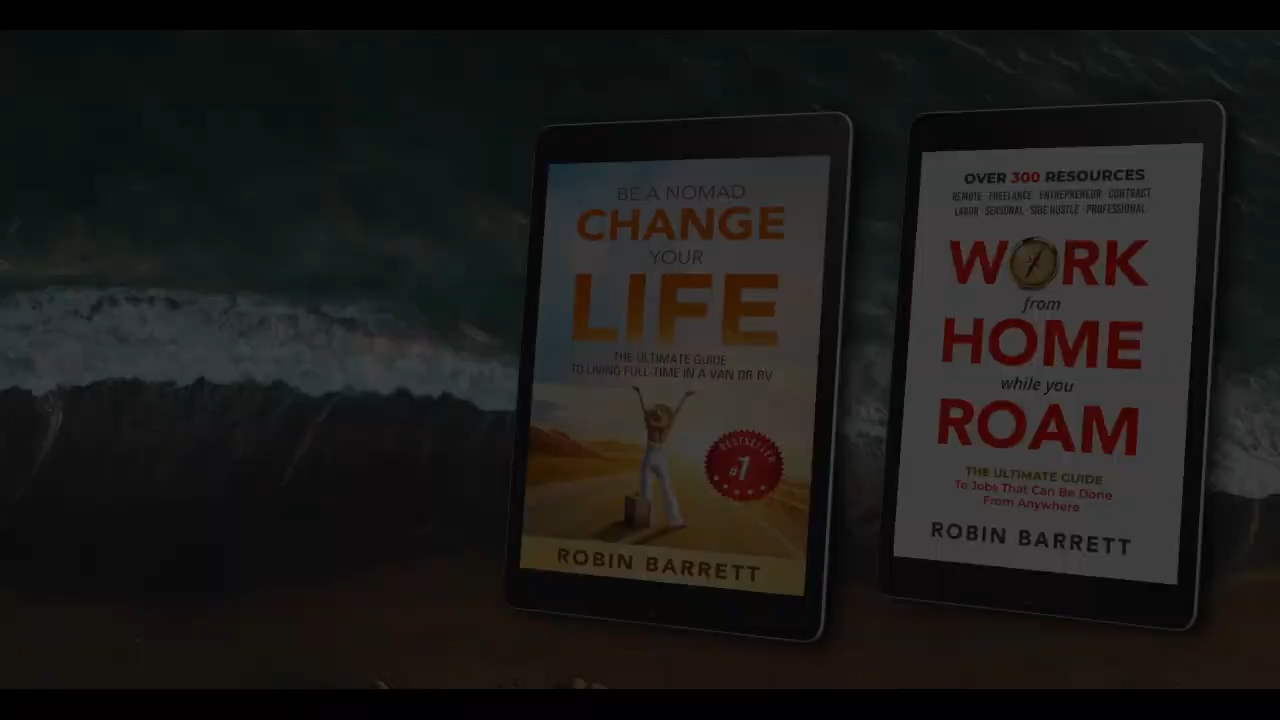 BE A NOMAD
CHANGE
YOUR
LIFE
THE ULTIMATE GUIDE
TO LIVING FULL-TIME IN A VAN OR RV
BESTSELLER
#1
ROBIN BARRETT
OVER 300 RESOURCES
REMOTE · FREELANCE · ENTREPRENEUR · CONTRACT
LABOR · SEASONAL · SIDE HUSTLE · PROFESSIONAL
WORK
from
HOME
while you
ROAM
THE ULTIMATE GUIDE
To Jobs That Can Be Done
From Anywhere
ROBIN BARRETT